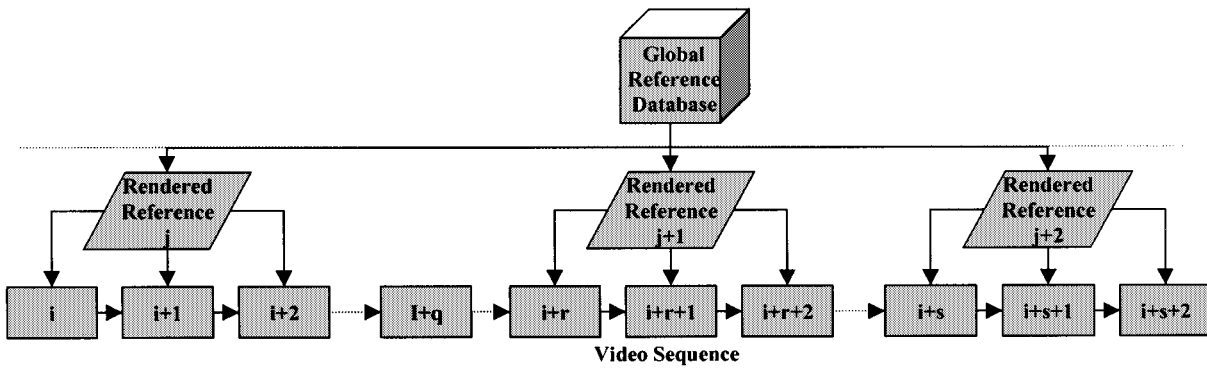 Global
Reference
Database
Rendered
Reference
j
Rendered
Reference
j+1
Rendered
Reference
j+2
i
i+1
i+2
I+q
i+r
i+r+1
i+r+2
i+s
i+s+1
i+s+2
Video Sequence